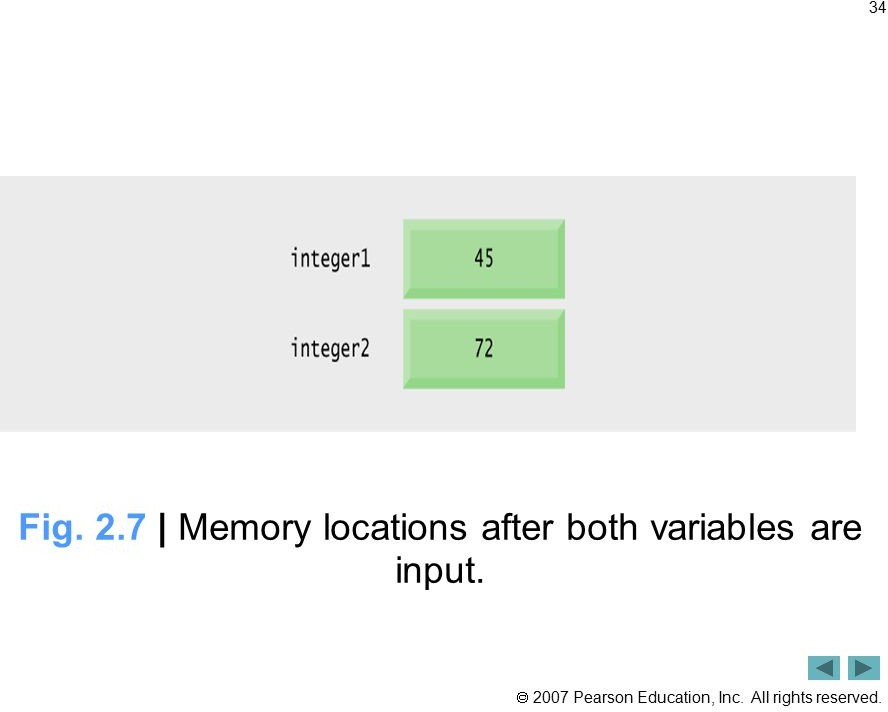 34
integer1 45
integer2 72
Fig. 2.7 | Memory locations after both variables are
input.
© 2007 Pearson Education, Inc. All rights reserved.